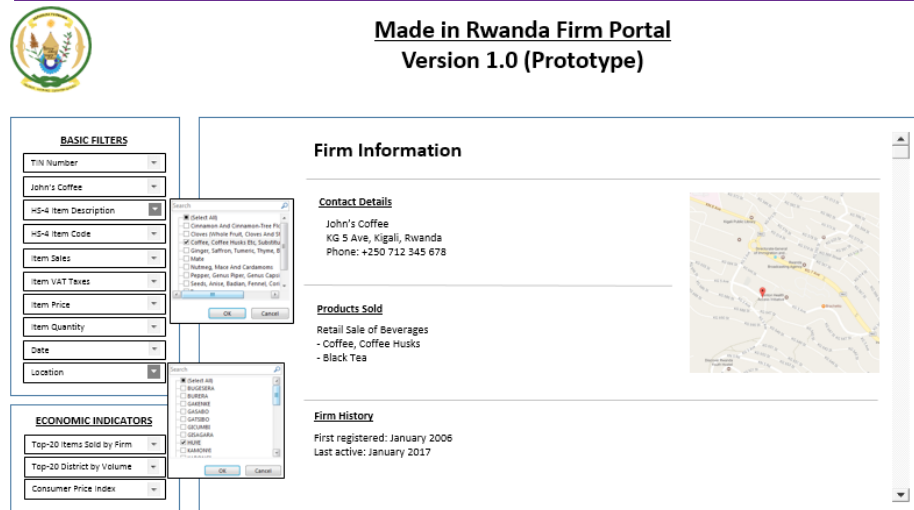 Made in Rwanda Firm Portal
Version 1.0 (Prototype)
BASIC FILTERS
TIN Number
John's Coffee
HS-4 Item Description
HS-4 Item Code
Item Sales
Item VAT Taxes
Item Price
Item Quantity
Date
Location
Search
(Select All)
Cinnamon And Cinnamon-Tree Flo
Cloves (Whole Fruit, Cloves And St
Coffee, Coffee Husks Etc, Substitu
Ginger, Saffron, Tumeric, Thyme, B
Mate
Nutmeg, Mace And Cardamoms
Pepper, Genus Piper, Genus Capsi
Seeds, Anise, Badian, Fennel, Cori
OK Cancel
Search
(Select All)
BUGESERA
BURERA
GAKENKE
GASABO
GATSIBO
GICUMBI
GISAGARA
HUYE
KAMONYI
OK Cancel
ECONOMIC INDICATORS
Top-20 Items Sold by Firm
Top-20 District by Volume
Consumer Price Index
Firm Information
Contact Details
John's Coffee
KG 5 Ave, Kigali, Rwanda
Phone: +250 712 345 678
Products Sold
Retail Sale of Beverages
- Coffee, Coffee Husks
- Black Tea
Firm History
First registered: January 2006
Last active: January 2017